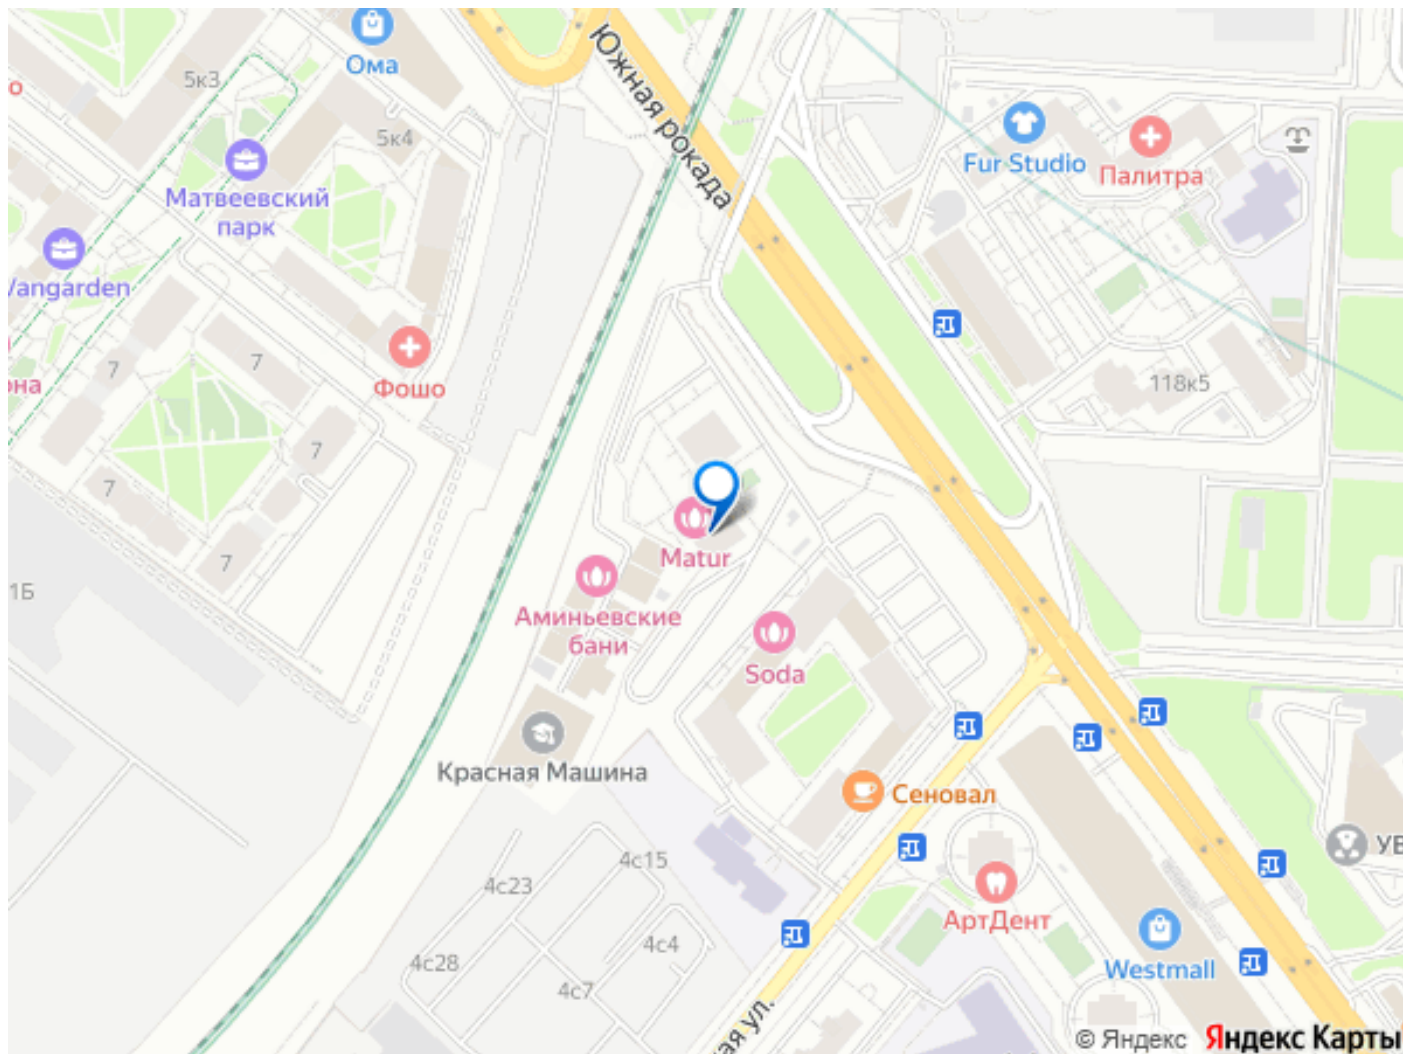 Южная рокада
Ома
5к3
5к4
Fur Studio
Палитра
Матвеевский
парк
Vangarden
7
7
Фошо
118к5
7
7
Matur
7
1Б
Аминьевские
бани
Soda
Красная Машина
Сеновал
4с15
4с23
АртДент
4с4
4с28
Westmall
4с7
© Яндекс Яндекс Карты